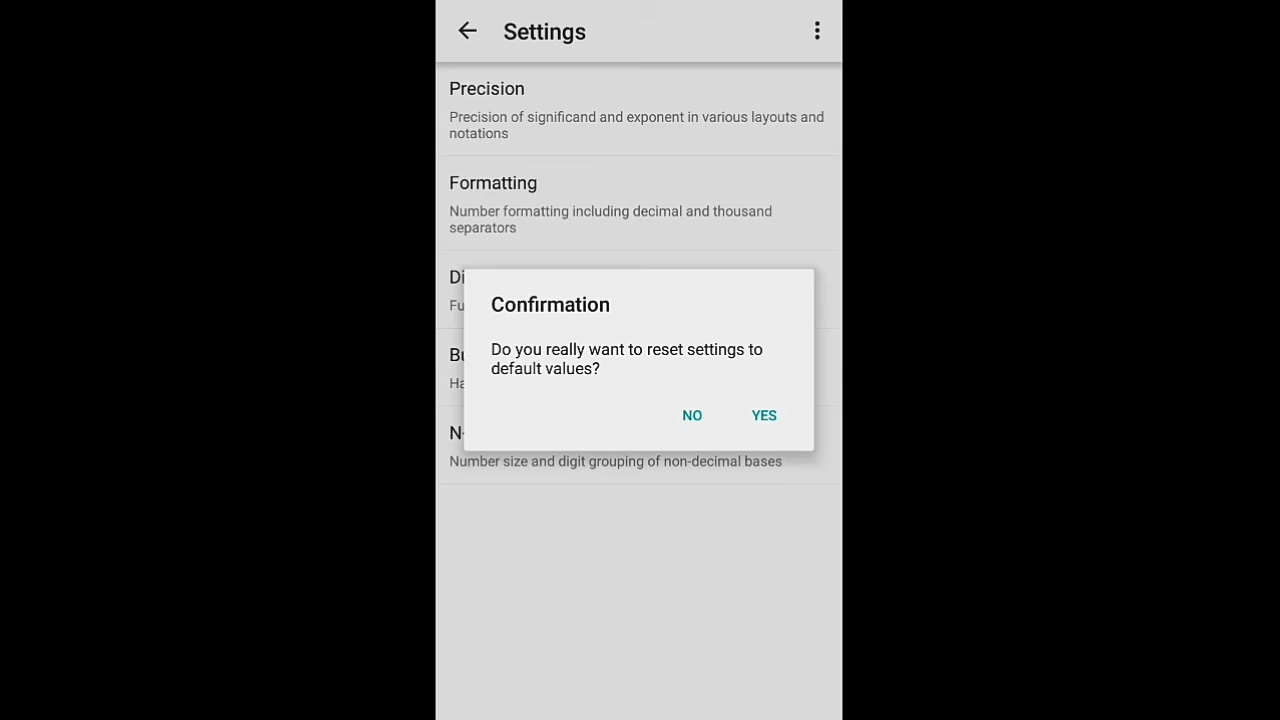 Settings
Precision
Precision of significand and exponent in various layouts and
notations
Formatting
Number formatting including decimal and thousand
separators
Confirmation
Do you really want to reset settings to
default values?
NO
YES
Number size and digit grouping of non-decimal bases